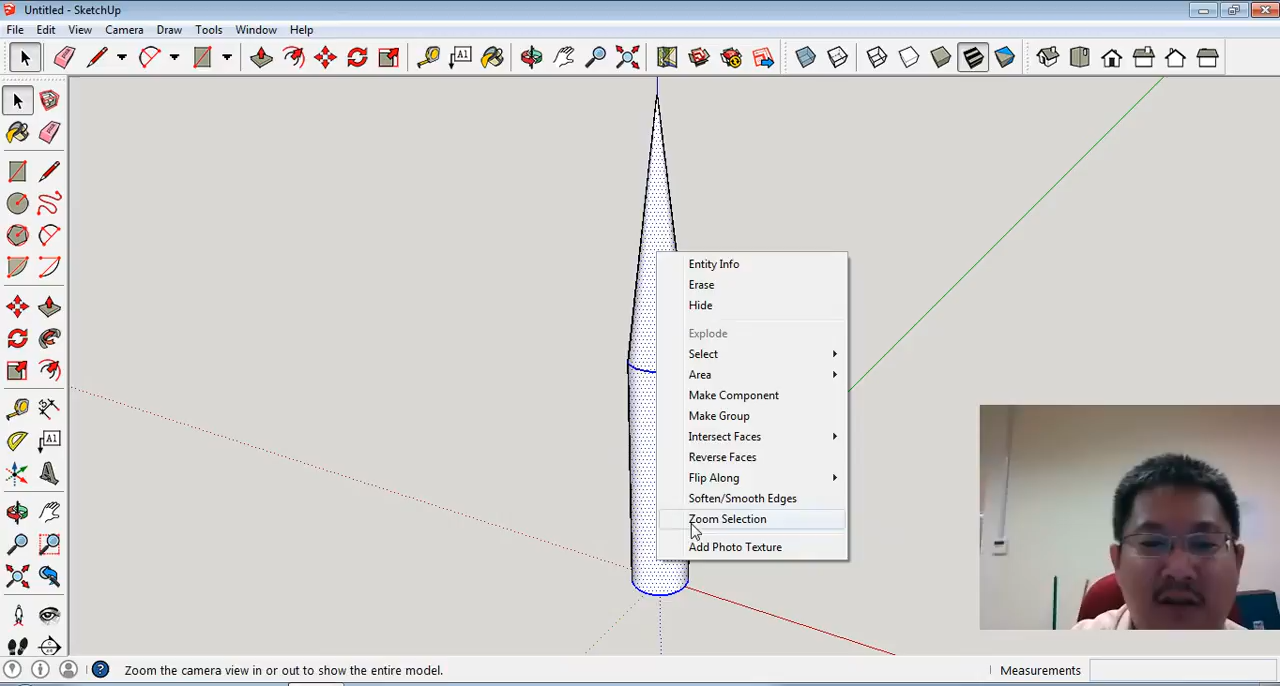 Untitled - SketchUp
File Edit View Camera Draw Tools Window Help
A1
Entity Info
Erase
Hide
Explode
Select
Area
Make Component
Make Group
Intersect Faces
Reverse Faces
Flip Along
Soften/Smooth Edges
Zoom Selection
Add Photo Texture
A1
Zoom the camera view in or out to show the entire model.
Measurements